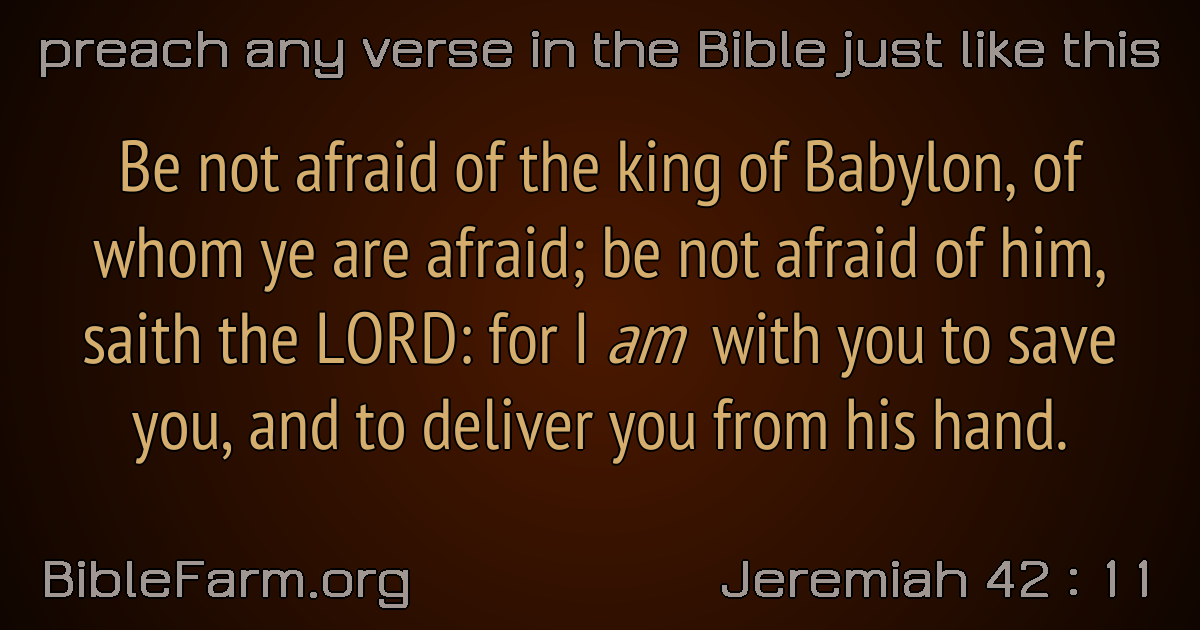 preach any verse in the Bible just like this
Be not afraid of the king of Babylon, of
whom ye are afraid; be not afraid of him,
saith the LORD: for I am with you to save
you, and to deliver you from his hand.
BibleFarm.org
Jeremiah 42 : 11